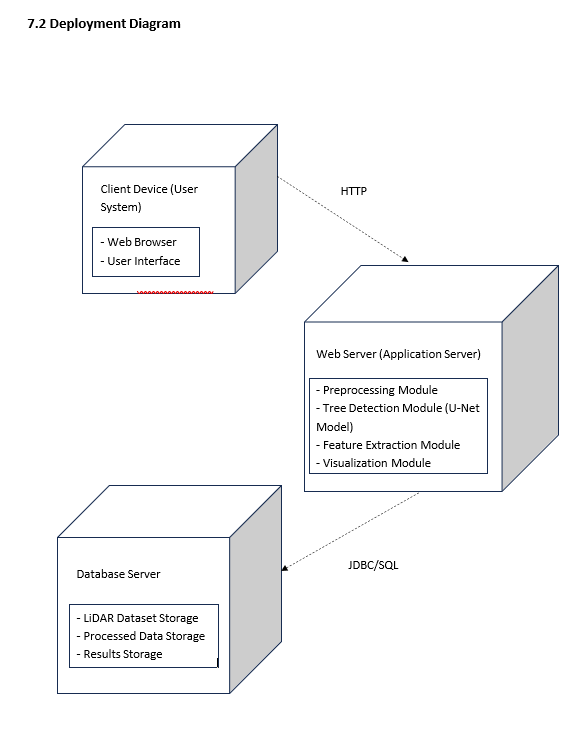 7.2 Deployment Diagram
Client Device (User
System)
- Web Browser
- User Interface
HTTP
Web Server (Application Server)
- Preprocessing Module
- Tree Detection Module (U-Net
Model)
- Feature Extraction Module
- Visualization Module
JDBC/SQL
Database Server
- LiDAR Dataset Storage
- Processed Data Storage
- Results Storage